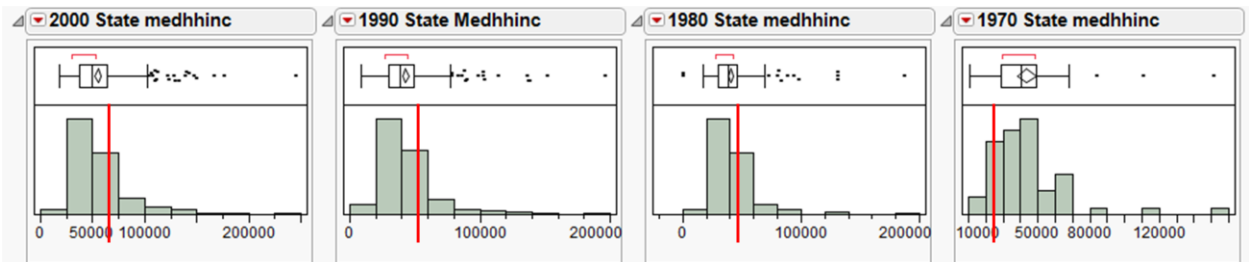 2000 State medhhinc
1990 State Medhhinc
1980 State medhhinc
1970 State medhhinc
0 50000 100000 200000
0 100000 200000
0 100000 200000
10000 50000 80000 120000